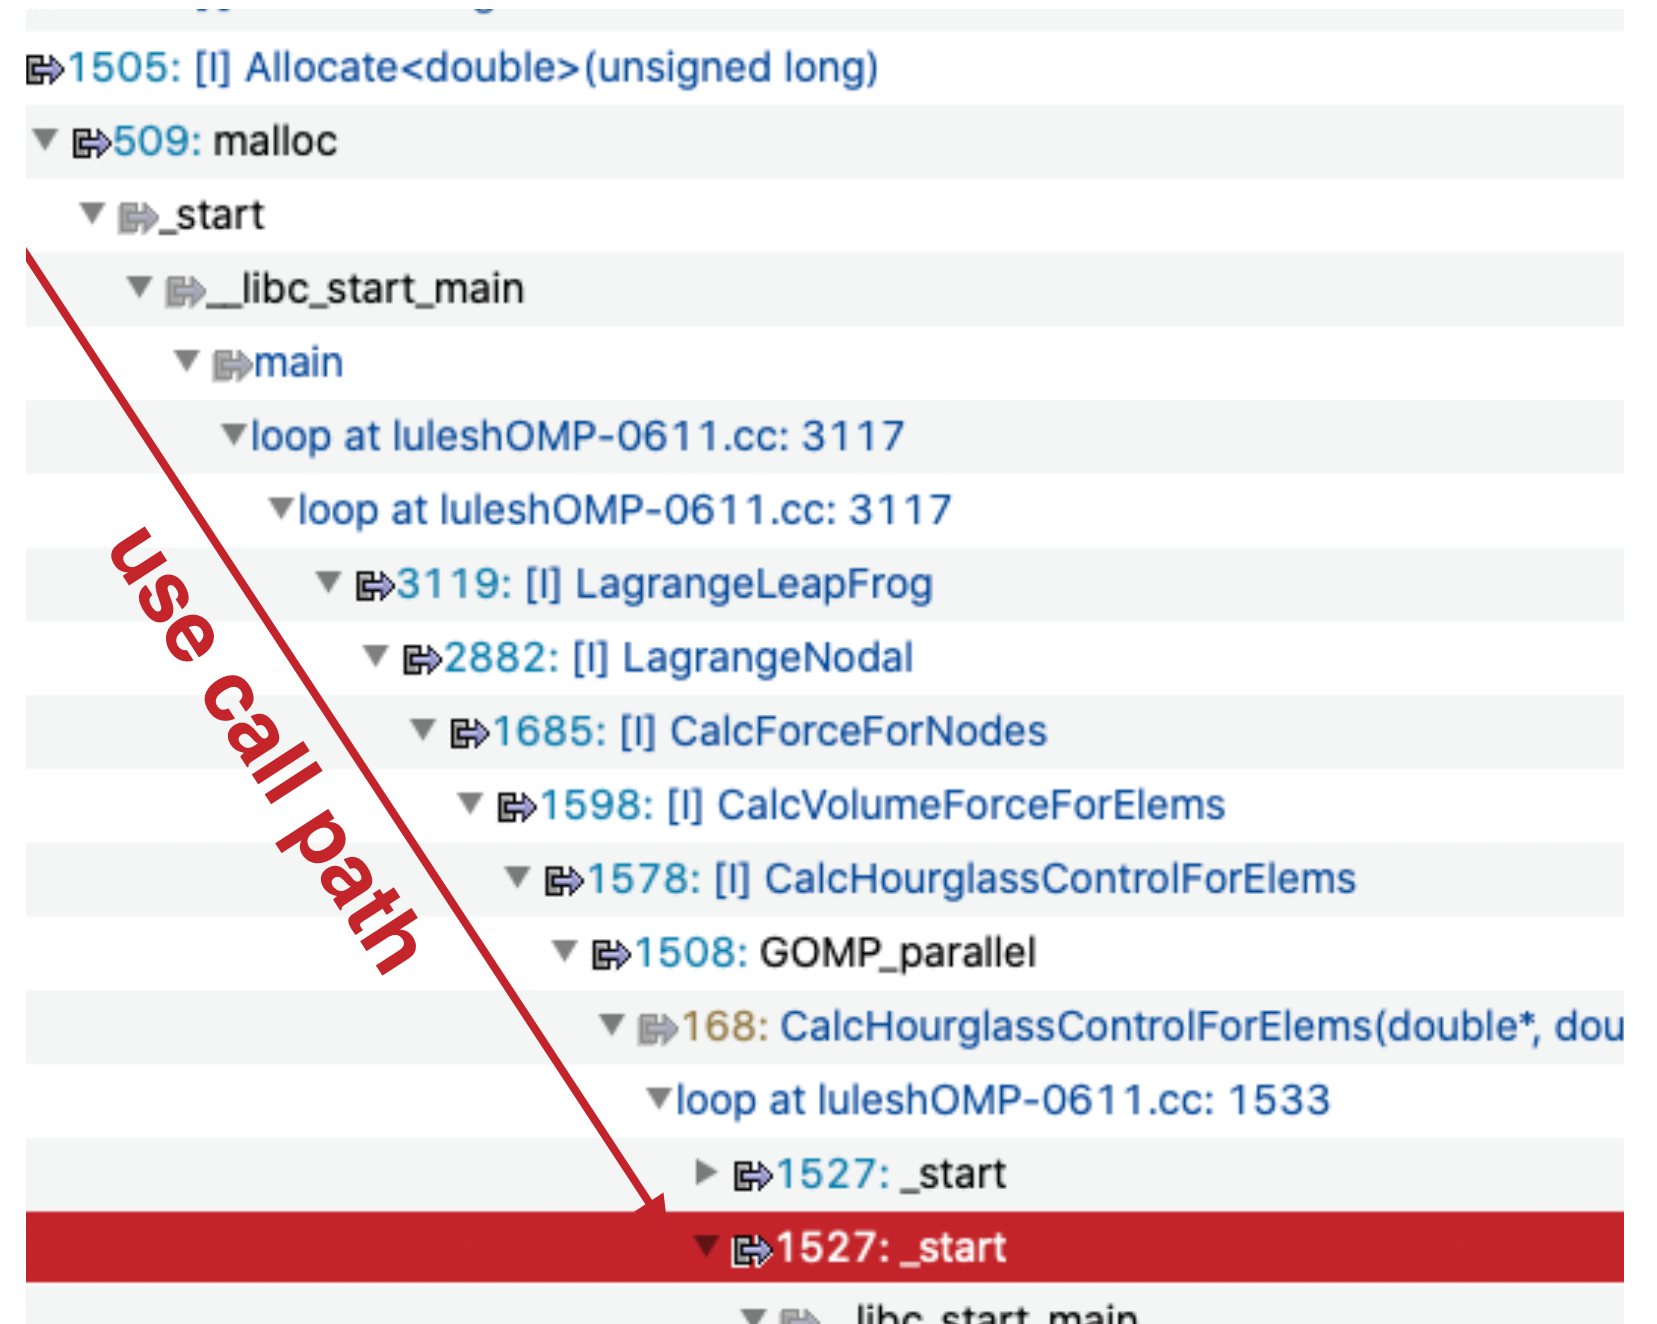 1505: [I] Allocate<double>(unsigned long)
509: malloc
_start
__libc_start_main
main
loop at luleshOMP-0611.cc: 3117
loop at luleshOMP-0611.cc: 3117
3119: [I] LagrangeLeapFrog
2882: [I] LagrangeNodal
1685: [I] CalcForceForNodes
1598: [I] CalcVolumeForceForElems
1578: [I] CalcHourglassControlForElems
1508: GOMP_parallel
168: CalcHourglassControlForElems(double*, dou
loop at luleshOMP-0611.cc: 1533
1527: _start
1527: _start
libc_start_main
use call path